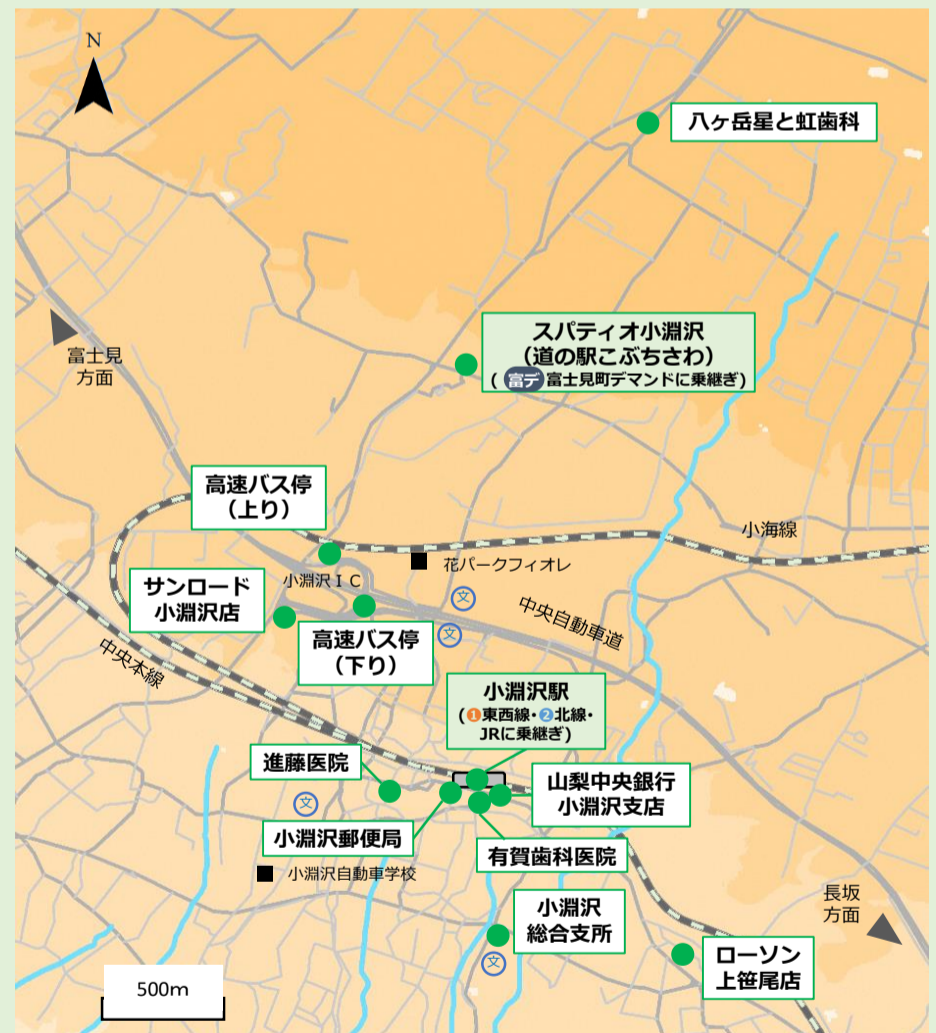 N
八ヶ岳星と虹歯科
スパティオ小淵沢
（道の駅こぶちさわ）
( 富デ 富士見町デマンドに乗継ぎ)
富士見
方面
高速バス停
（上り）
小海線
小淵沢ＩＣ
花パークフィオレ
サンロード
小淵沢店
文
文
中央自動車道
高速バス停
（下り）
中央本線
小淵沢駅
(❶東西線・❷北線・
JRに乗継ぎ)
進藤医院
山梨中央銀行
小淵沢支店
文
小淵沢郵便局
有賀歯科医院
小淵沢自動車学校
長坂
方面
小淵沢
総合支所
文
ローソン
上笹尾店
500m